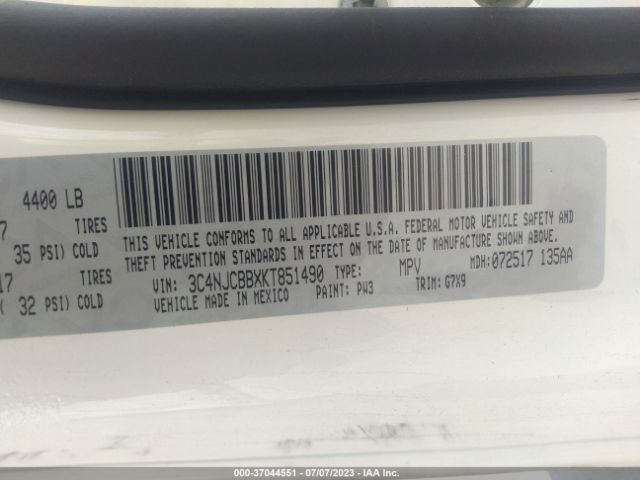 4400 LB
7 TIRES
35 PSI) COLD
17 TIRES
( 32 PSI) COLD
THIS VEHICLE CONFORMS TO ALL APPLICABLE U.S.A. FEDERAL MOTOR VEHICLE SAFETY AND
THEFT PREVENTION STANDARDS IN EFFECT ON THE DATE OF MANUFACTURE SHOWN ABOVE.
VIN: 3C4NJCBBXKT851490 TYPE: MPV MDH: 072517 135AA
VEHICLE MADE IN MEXICO PAINT: PW3 TRIM: G7X9
000-37044551 | 07/07/2023 | © IAA Inc.